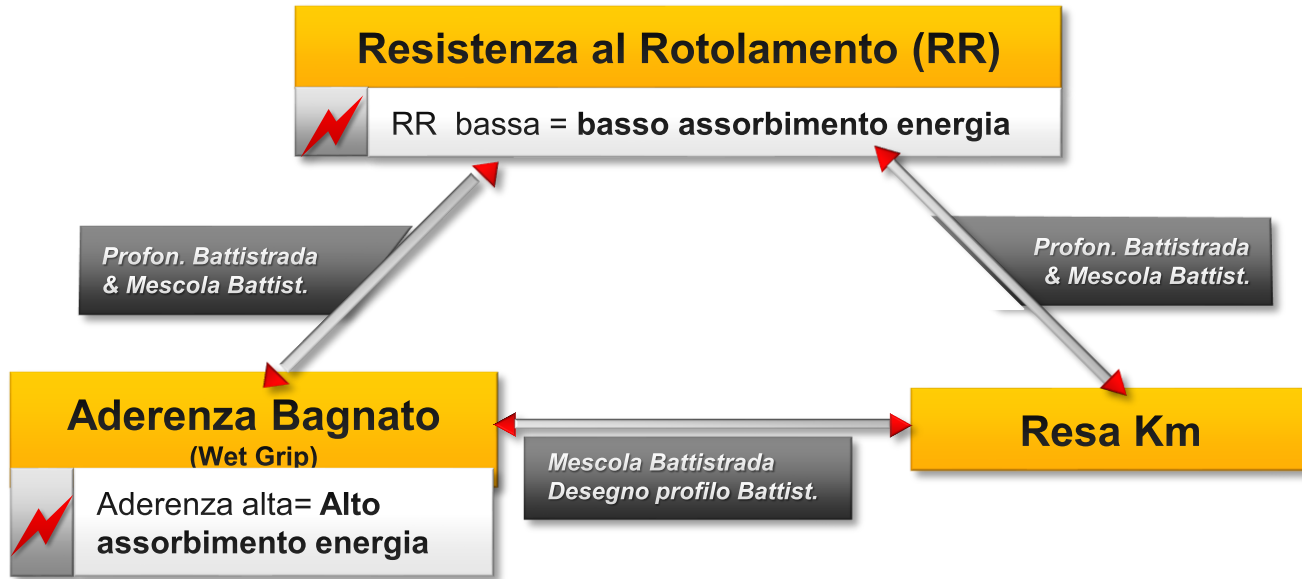 Resistenza al Rotolamento (RR)
RR bassa = basso assorbimento energia
Profon. Battistrada
& Mescola Battist.
Profon. Battistrada
& Mescola Battist.
Aderenza Bagnato
(Wet Grip)
Aderenza alta= Alto
assorbimento energia
Mescola Battistrada
Desegno profilo Battist.
Resa Km